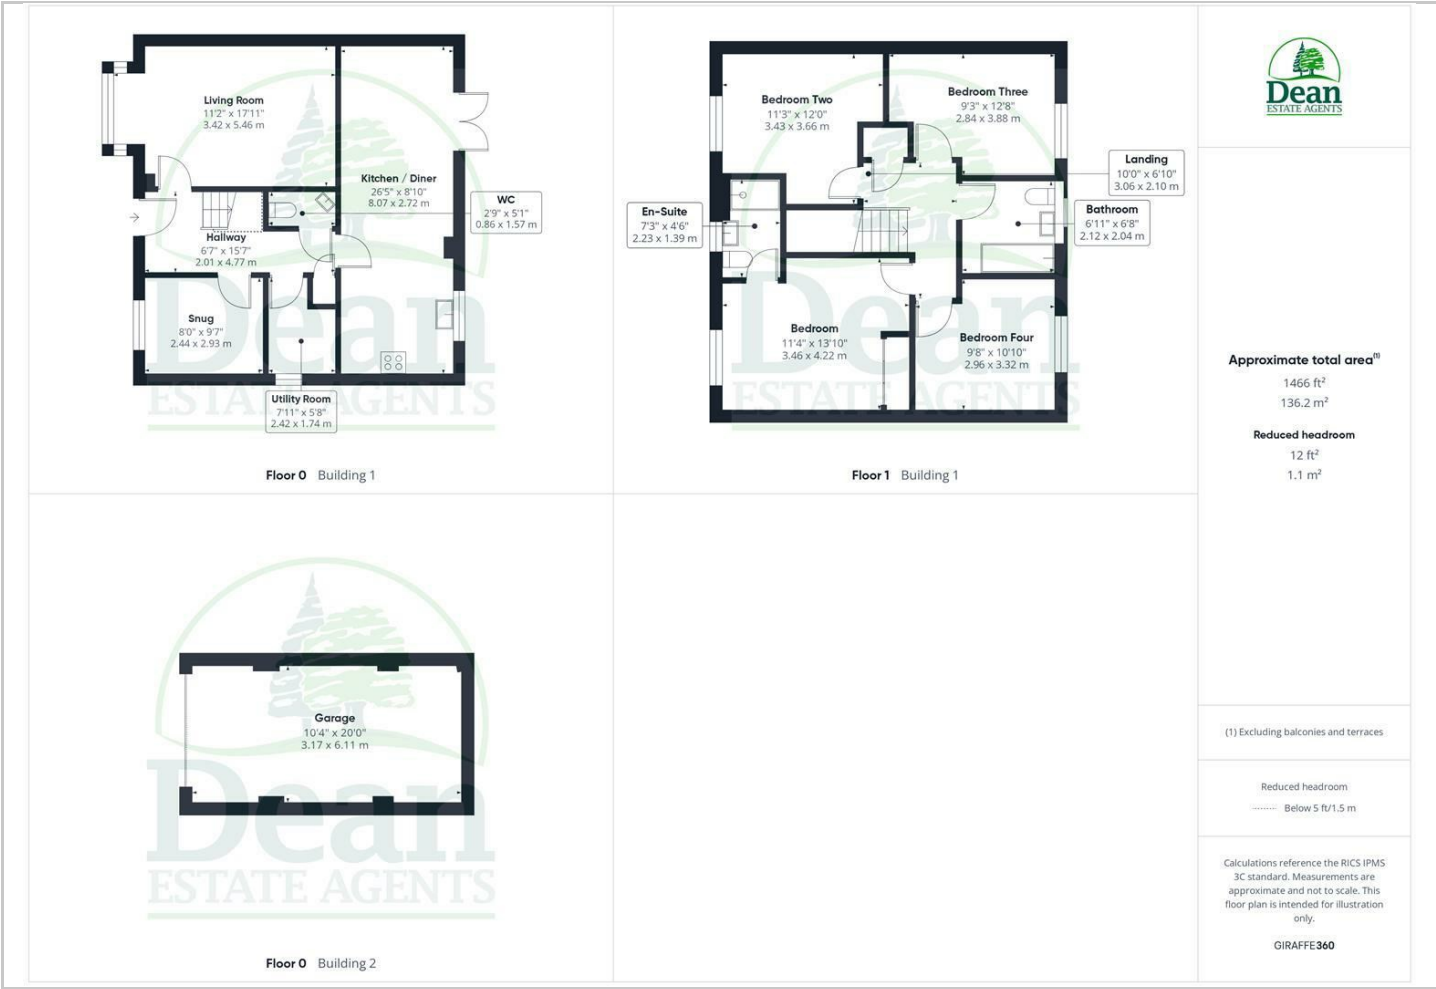 Living Room
11'2" x 17'11"
3.42 x 5.46 m
Kitchen / Diner
26'5" x 8'10"
8.07 x 2.72 m
WC
2'9" x 5'1"
0.86 x 1.57 m
Hallway
6'7" x 15'7"
2.01 x 4.77 m
Snug
8'0" x 9'7"
2.44 x 2.93 m
Utility Room
7'11" x 5'8"
2.42 x 1.74 m
Dean
ESTATE AGENTS
Floor 0 Building 1
Bedroom Two
11'3" x 12'0"
3.43 x 3.66 m
Bedroom Three
9'3" x 12'8"
2.84 x 3.88 m
Landing
10'0" x 6'10"
3.06 x 2.10 m
En-Suite
7'3" x 4'6"
2.23 x 1.39 m
Bathroom
6'11" x 6'8"
2.12 x 2.04 m
Bedroom
11'4" x 13'10"
3.46 x 4.22 m
Bedroom Four
9'8" x 10'10"
2.96 x 3.32 m
Dean
ESTATE AGENTS
Floor 1 Building 1
Garage
10'4" x 20'0"
3.17 x 6.11 m
Dean
ESTATE AGENTS
Floor 0 Building 2
Dean
ESTATE AGENTS
Approximate total area(1)
1466 ft²
136.2 m²
Reduced headroom
12 ft²
1.1 m²
(1) Excluding balconies and terraces
Reduced headroom
Below 5 ft/1.5 m
Calculations reference the RICS IPMS
3C standard. Measurements are
approximate and not to scale. This
floor plan is intended for illustration
only.
GIRAFFE360